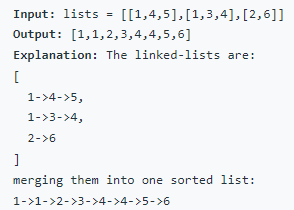 Input: lists = [[1,4,5],[1,3,4],[2,6]]
Output: [1,1,2,3,4,4,5,6]
Explanation: The linked-lists are:
[
  1->4->5,
  1->3->4,
  2->6
]
merging them into one sorted list:
1->1->2->3->4->4->5->6